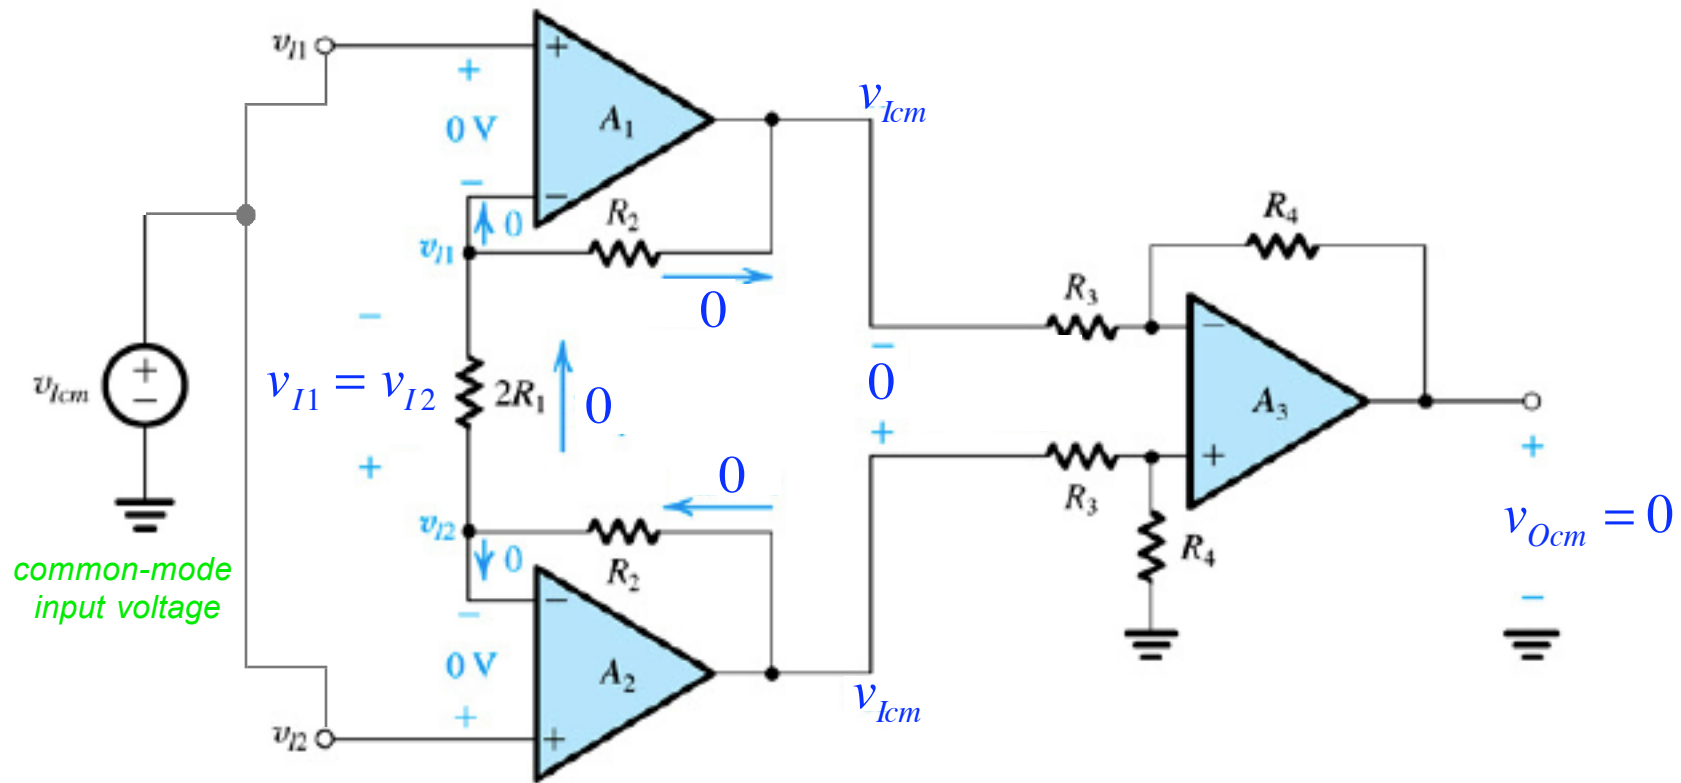 v_I1
+
+
0 V
A_1
v_Icm
−
−
R_2
0
v_I1
0
R_4
R_3
−
−
−
v_Icm
+
−
v_I1 = v_I2
2R_1
0
0
A_3
+
+
+
+
0
R_3
v_I2
0
R_2
R_4
v_Ocm = 0
common-mode
input voltage
−
−
−
0 V
A_2
v_Icm
+
v_I2
+